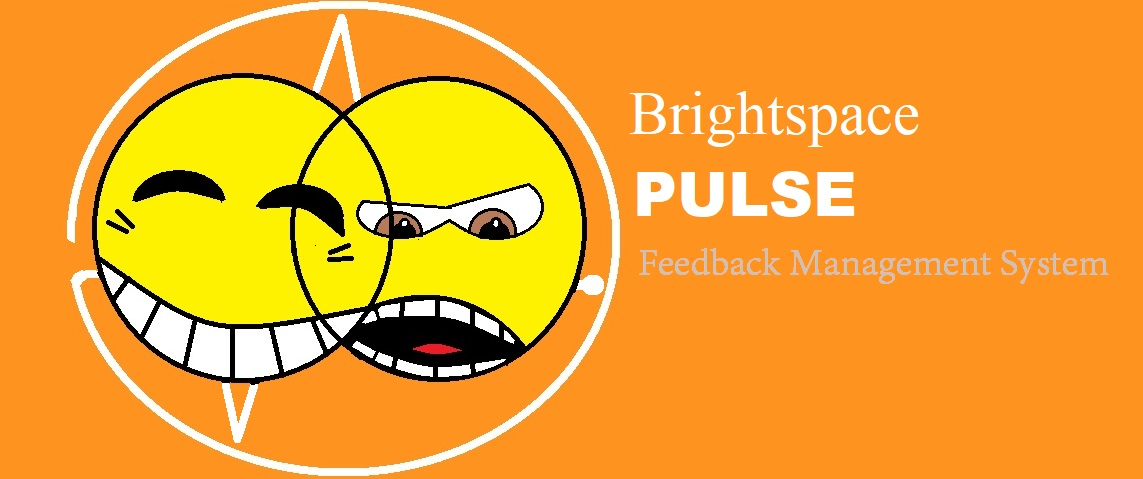 Brightspace
PULSE
Feedback Management System